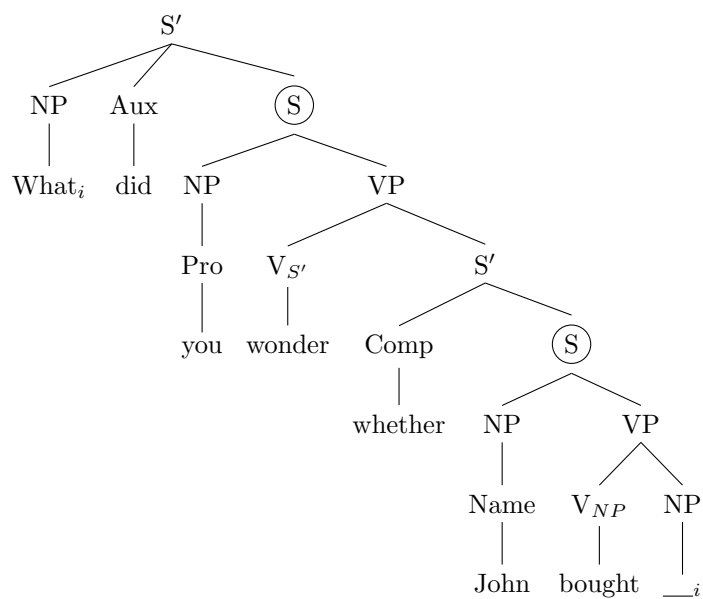 S′
NP Aux S
What_i did NP VP
Pro V_S′ S′
you wonder Comp S
whether NP VP
Name V_NP NP
John bought __i